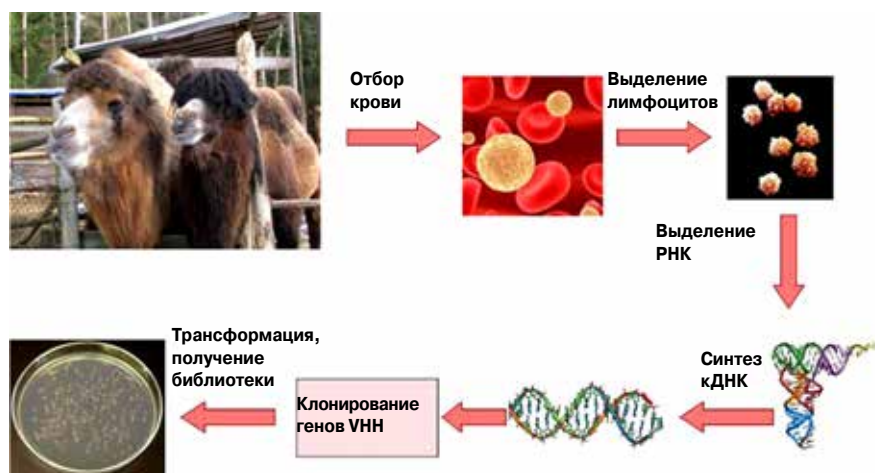 Отбор
крови
Выделение
лимфоцитов
Выделение
РНК
Синтез
кДНК
Клонирование
генов VHH
Трансформация,
получение
библиотеки